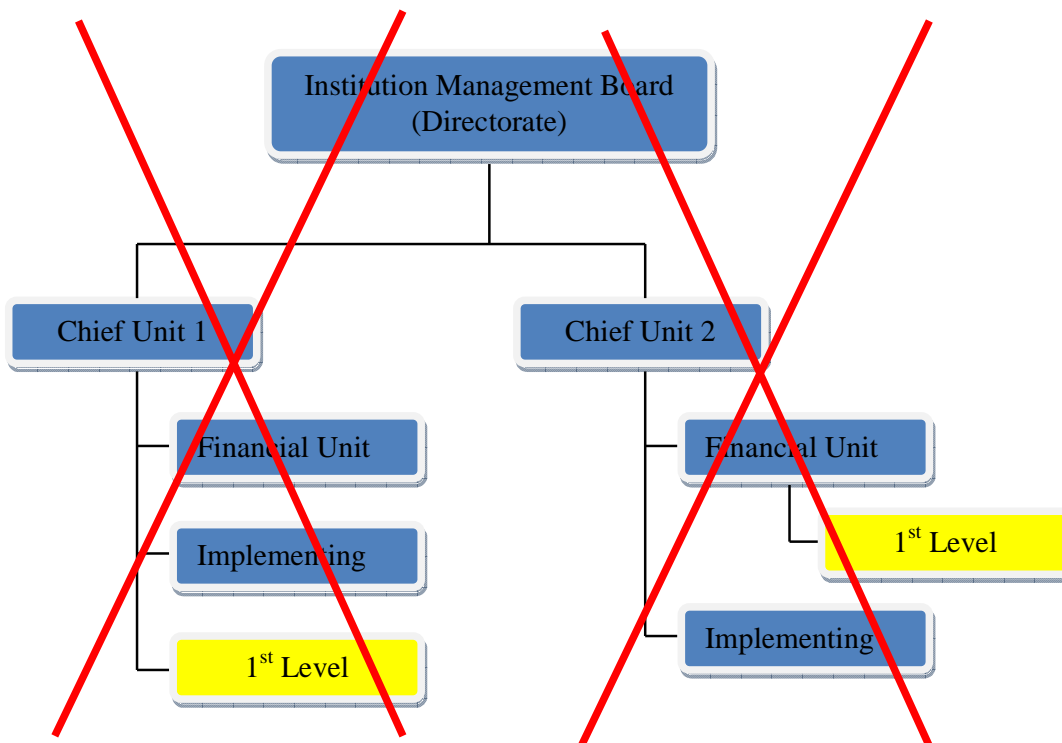 Institution Management Board
(Directorate)
Chief Unit 1
Financial Unit
Implementing
1st Level
Chief Unit 2
Financial Unit
1st Level
Implementing